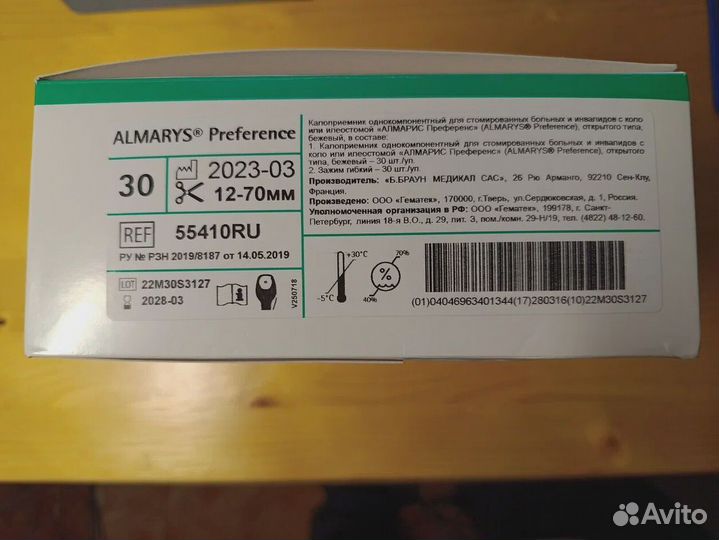 ALMARYS® Preference
30
2023-03
12-70мм
REF 55410RU
РУ № РЗН 2019/8187 от 14.05.2019
LOT 22M30S3127
2028-03
V250718
Калоприемник однокомпонентный для стомированных больных и инвалидов с коло
или илеостомой «АЛМАРИС Преференс» (ALMARYS® Preference), открытого типа,
бежевый, в составе:
1. Калоприемник однокомпонентный для стомированных больных и инвалидов с
коло или илеостомой «АЛМАРИС Преференс» (ALMARYS® Preference), открытого
типа, бежевый – 30 шт./уп.
2. Зажим гибкий – 30 шт./уп.
Производитель: «Б.БРАУН МЕДИКАЛ САС», 26 Рю Арманго, 92210 Сен-Клу,
Франция.
Произведено: ООО «Гематек», 170000, г.Тверь, ул.Сердюковская, д. 1, Россия.
Уполномоченная организация в РФ: ООО «Гематек», 199178, г. Санкт-
Петербург, линия 18-я В.О., д. 29, лит. З, пом./комн. 29-Н/19, тел. (4822) 48-12-60.
+30°C
-5°C
70%
%
40%
(01)04046963401344(17)280316(10)22M30S3127
Avito